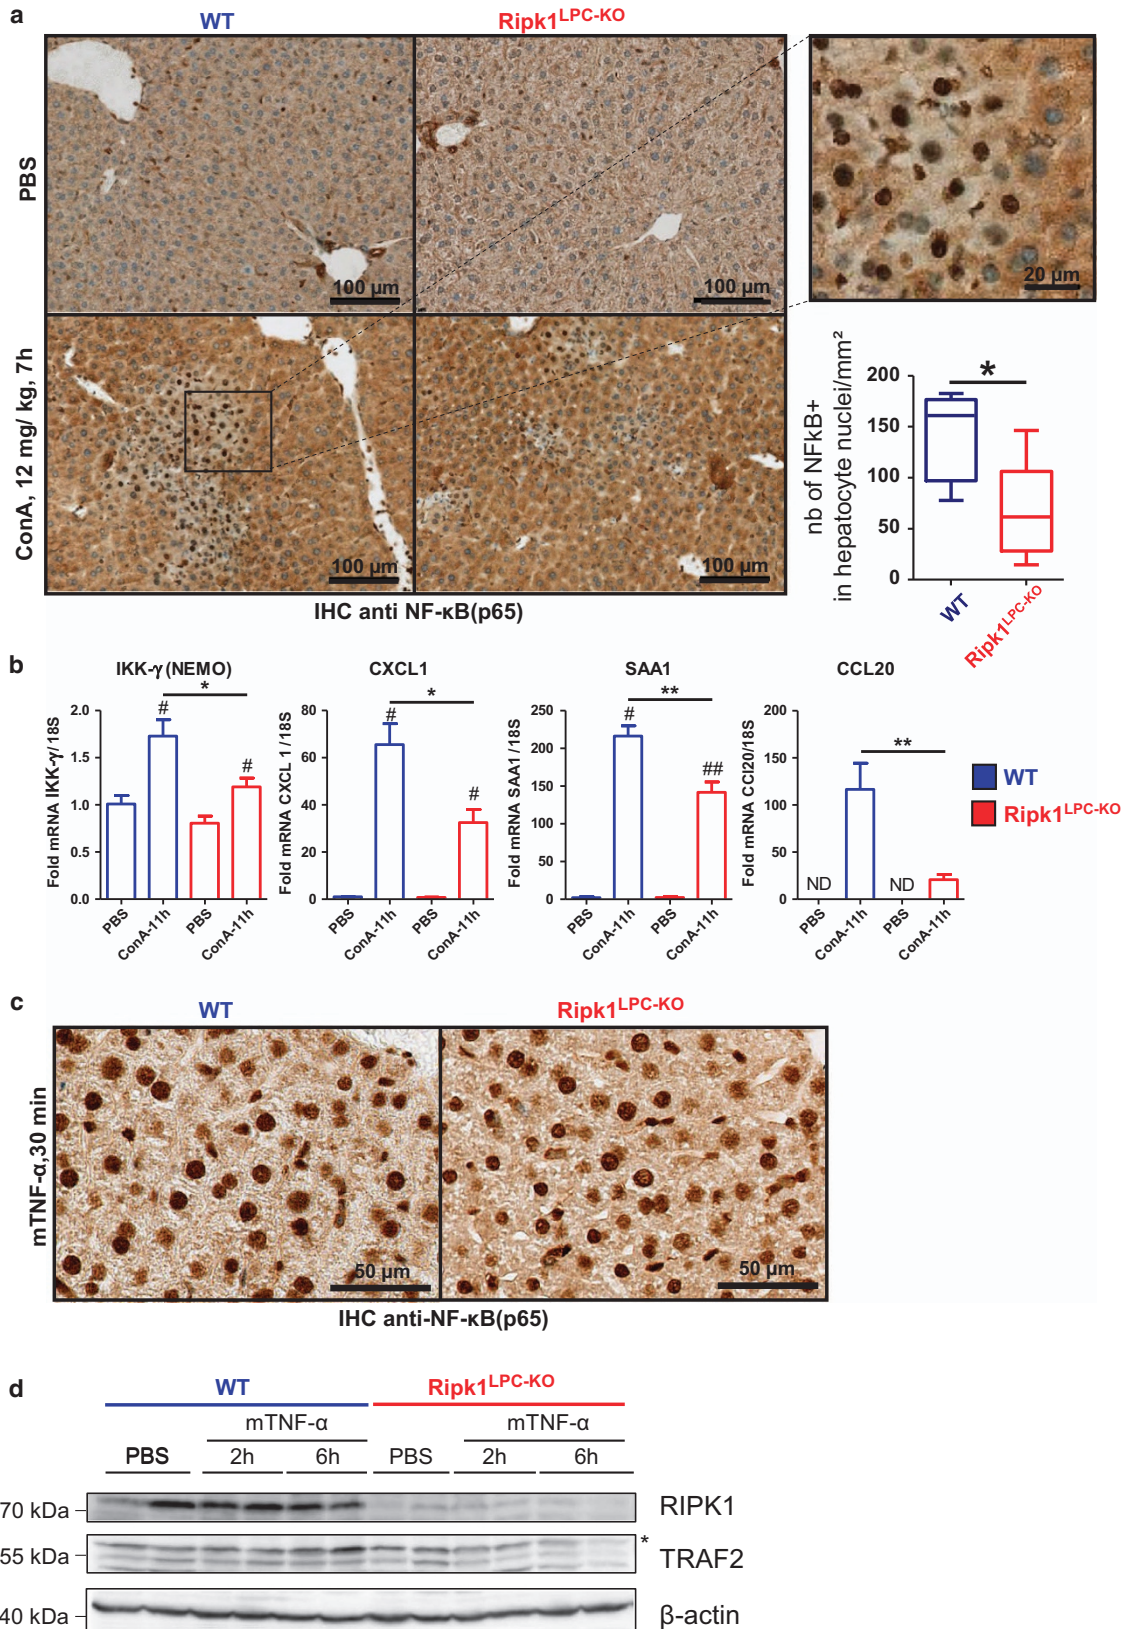 a
WT
Ripk1LPC-KO
PBS
100 µm
100 µm
20 µm
ConA, 12 mg/ kg, 7h
100 µm
100 µm
IHC anti NF-κB(p65)
nb of NFkB+
in hepatocyte nuclei/mm²
200
150
100
50
0
*
WT
Ripk1LPC-KO
b
IKK-γ (NEMO)
Fold mRNA IKK-γ/18S
2.0
1.5
1.0
0.5
0.0
#
*
#
PBS
ConA-11h
PBS
ConA-11h
CXCL1
Fold mRNA CXCL 1/18S
80
60
40
20
0
#
*
#
PBS
ConA-11h
PBS
ConA-11h
SAA1
Fold mRNA SAA1/18S
250
200
150
100
50
0
#
**
##
PBS
ConA-11h
PBS
ConA-11h
CCL20
Fold mRNA CCl20/18S
200
150
100
50
0
ND
**
ND
PBS
ConA-11h
PBS
ConA-11h
WT
Ripk1LPC-KO
c
WT
Ripk1LPC-KO
mTNF-α,30 min
50 µm
50 µm
IHC anti-NF-κB(p65)
d
WT
Ripk1LPC-KO
mTNF-α
mTNF-α
PBS
2h
6h
PBS
2h
6h
70 kDa
RIPK1
55 kDa
*
TRAF2
40 kDa
β-actin